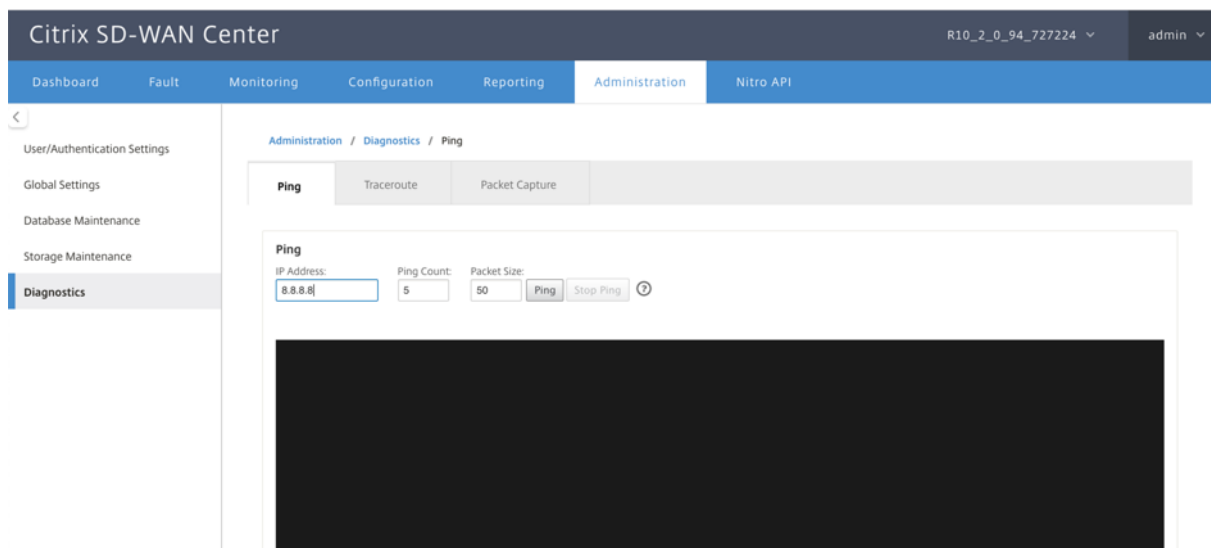 Citrix SD-WAN Center R10_2_0_94_727224 admin
Dashboard Fault Monitoring Configuration Reporting Administration Nitro API
User/Authentication Settings
Global Settings
Database Maintenance
Storage Maintenance
Diagnostics
Administration / Diagnostics / Ping
Ping Traceroute Packet Capture
Ping
IP Address: Ping Count: Packet Size:
8.8.8.8 5 50 Ping Stop Ping ?